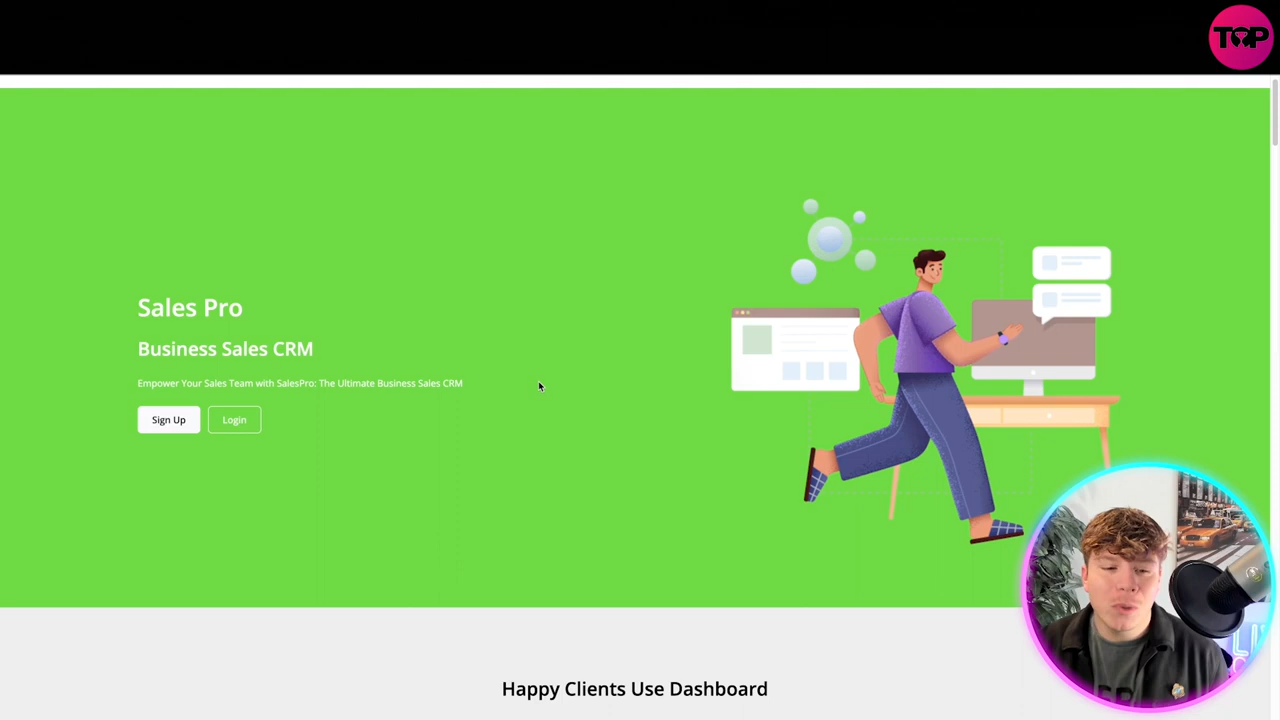 TOP
Sales Pro
Business Sales CRM
Empower Your Sales Team with SalesPro: The Ultimate Business Sales CRM
Sign Up
Login
Happy Clients Use Dashboard